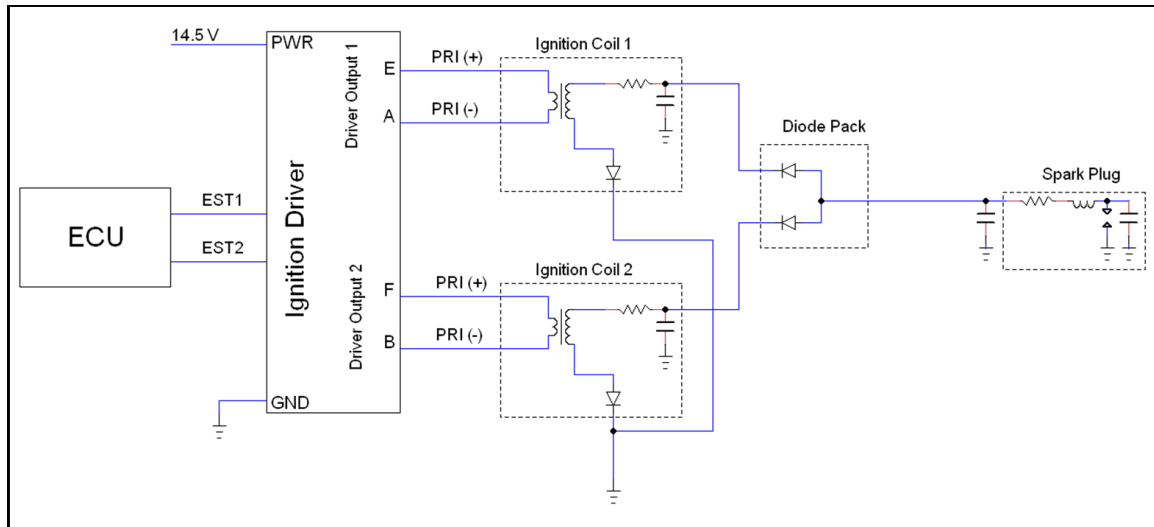 14.5 V
PWR
Driver Output 1
E
PRI (+)
A
PRI (-)
Ignition Coil 1
Diode Pack
Spark Plug
ECU
EST1
EST2
Ignition Driver
Driver Output 2
F
PRI (+)
B
PRI (-)
Ignition Coil 2
GND